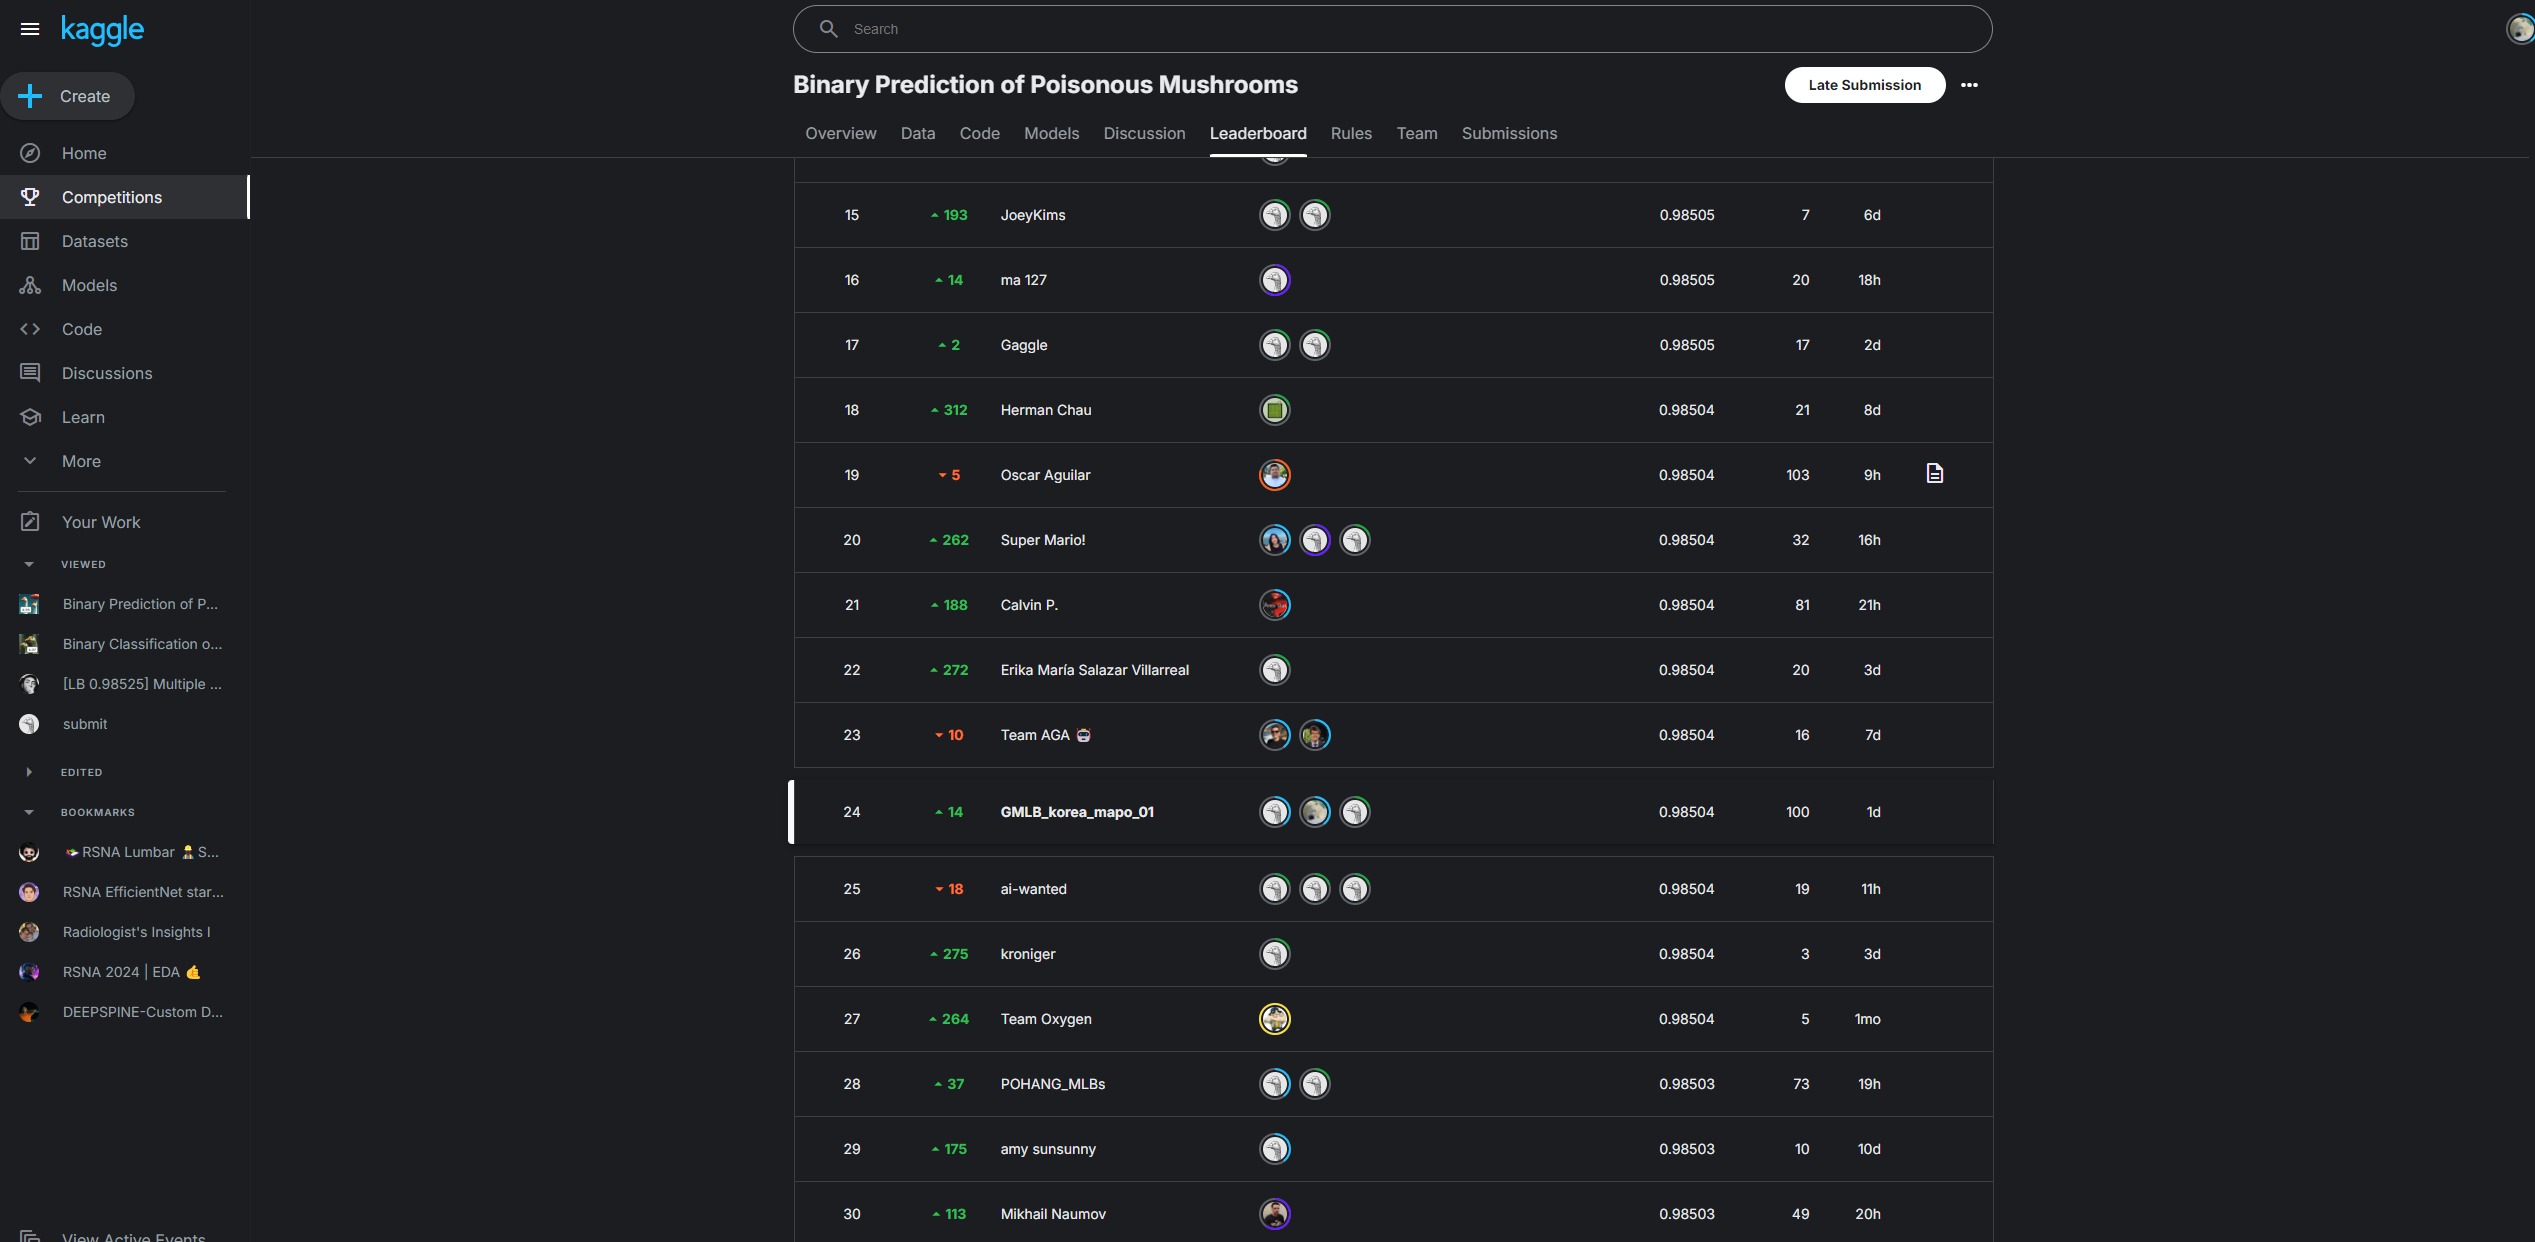 kaggle
Search
Create
Binary Prediction of Poisonous Mushrooms
Late Submission
Overview Data Code Models Discussion Leaderboard Rules Team Submissions
Home
Competitions
Datasets
Models
Code
Discussions
Learn
More
Your Work
VIEWED
Binary Prediction of P...
Binary Classification o...
[LB 0.98525] Multiple ...
submit
EDITED
BOOKMARKS
RSNA Lumbar S...
RSNA EfficientNet star...
Radiologist's Insights I
RSNA 2024 | EDA
DEEPSPINE-Custom D...
View Active Events
15 193 JoeyKims 0.98505 7 6d
16 14 ma 127 0.98505 20 18h
17 2 Gaggle 0.98505 17 2d
18 312 Herman Chau 0.98504 21 8d
19 5 Oscar Aguilar 0.98504 103 9h
20 262 Super Mario! 0.98504 32 16h
21 188 Calvin P. 0.98504 81 21h
22 272 Erika María Salazar Villarreal 0.98504 20 3d
23 10 Team AGA 0.98504 16 7d
24 14 GMLB_korea_mapo_01 0.98504 100 1d
25 18 ai-wanted 0.98504 19 11h
26 275 kroniger 0.98504 3 3d
27 264 Team Oxygen 0.98504 5 1mo
28 37 POHANG_MLBs 0.98503 73 19h
29 175 amy sunsunny 0.98503 10 10d
30 113 Mikhail Naumov 0.98503 49 20h